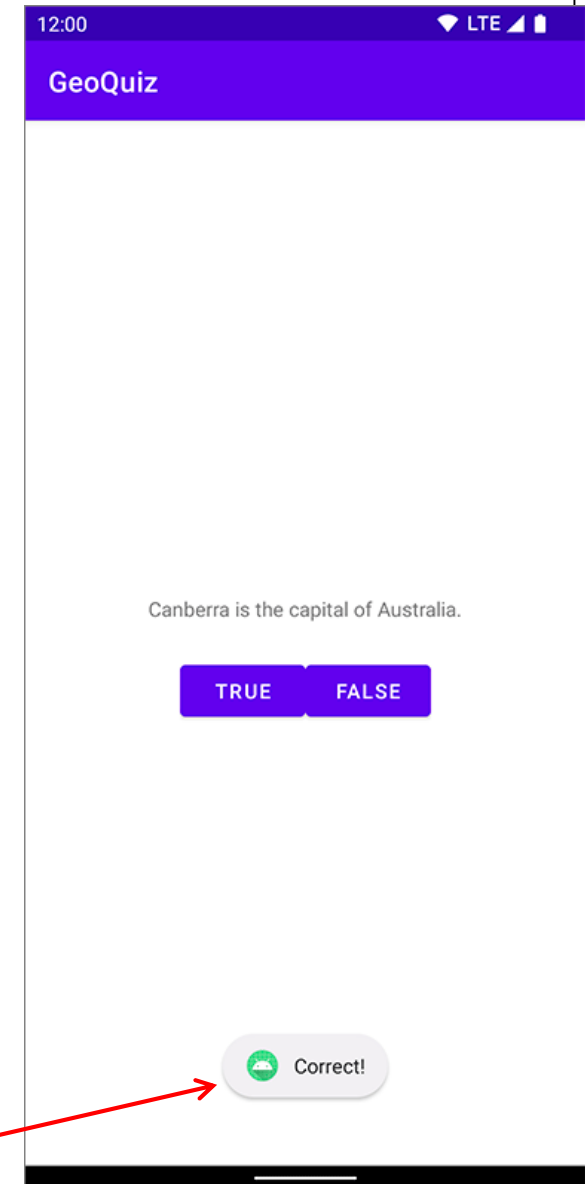 12:00 LTE
GeoQuiz
Canberra is the capital of Australia.
TRUE FALSE
Correct!